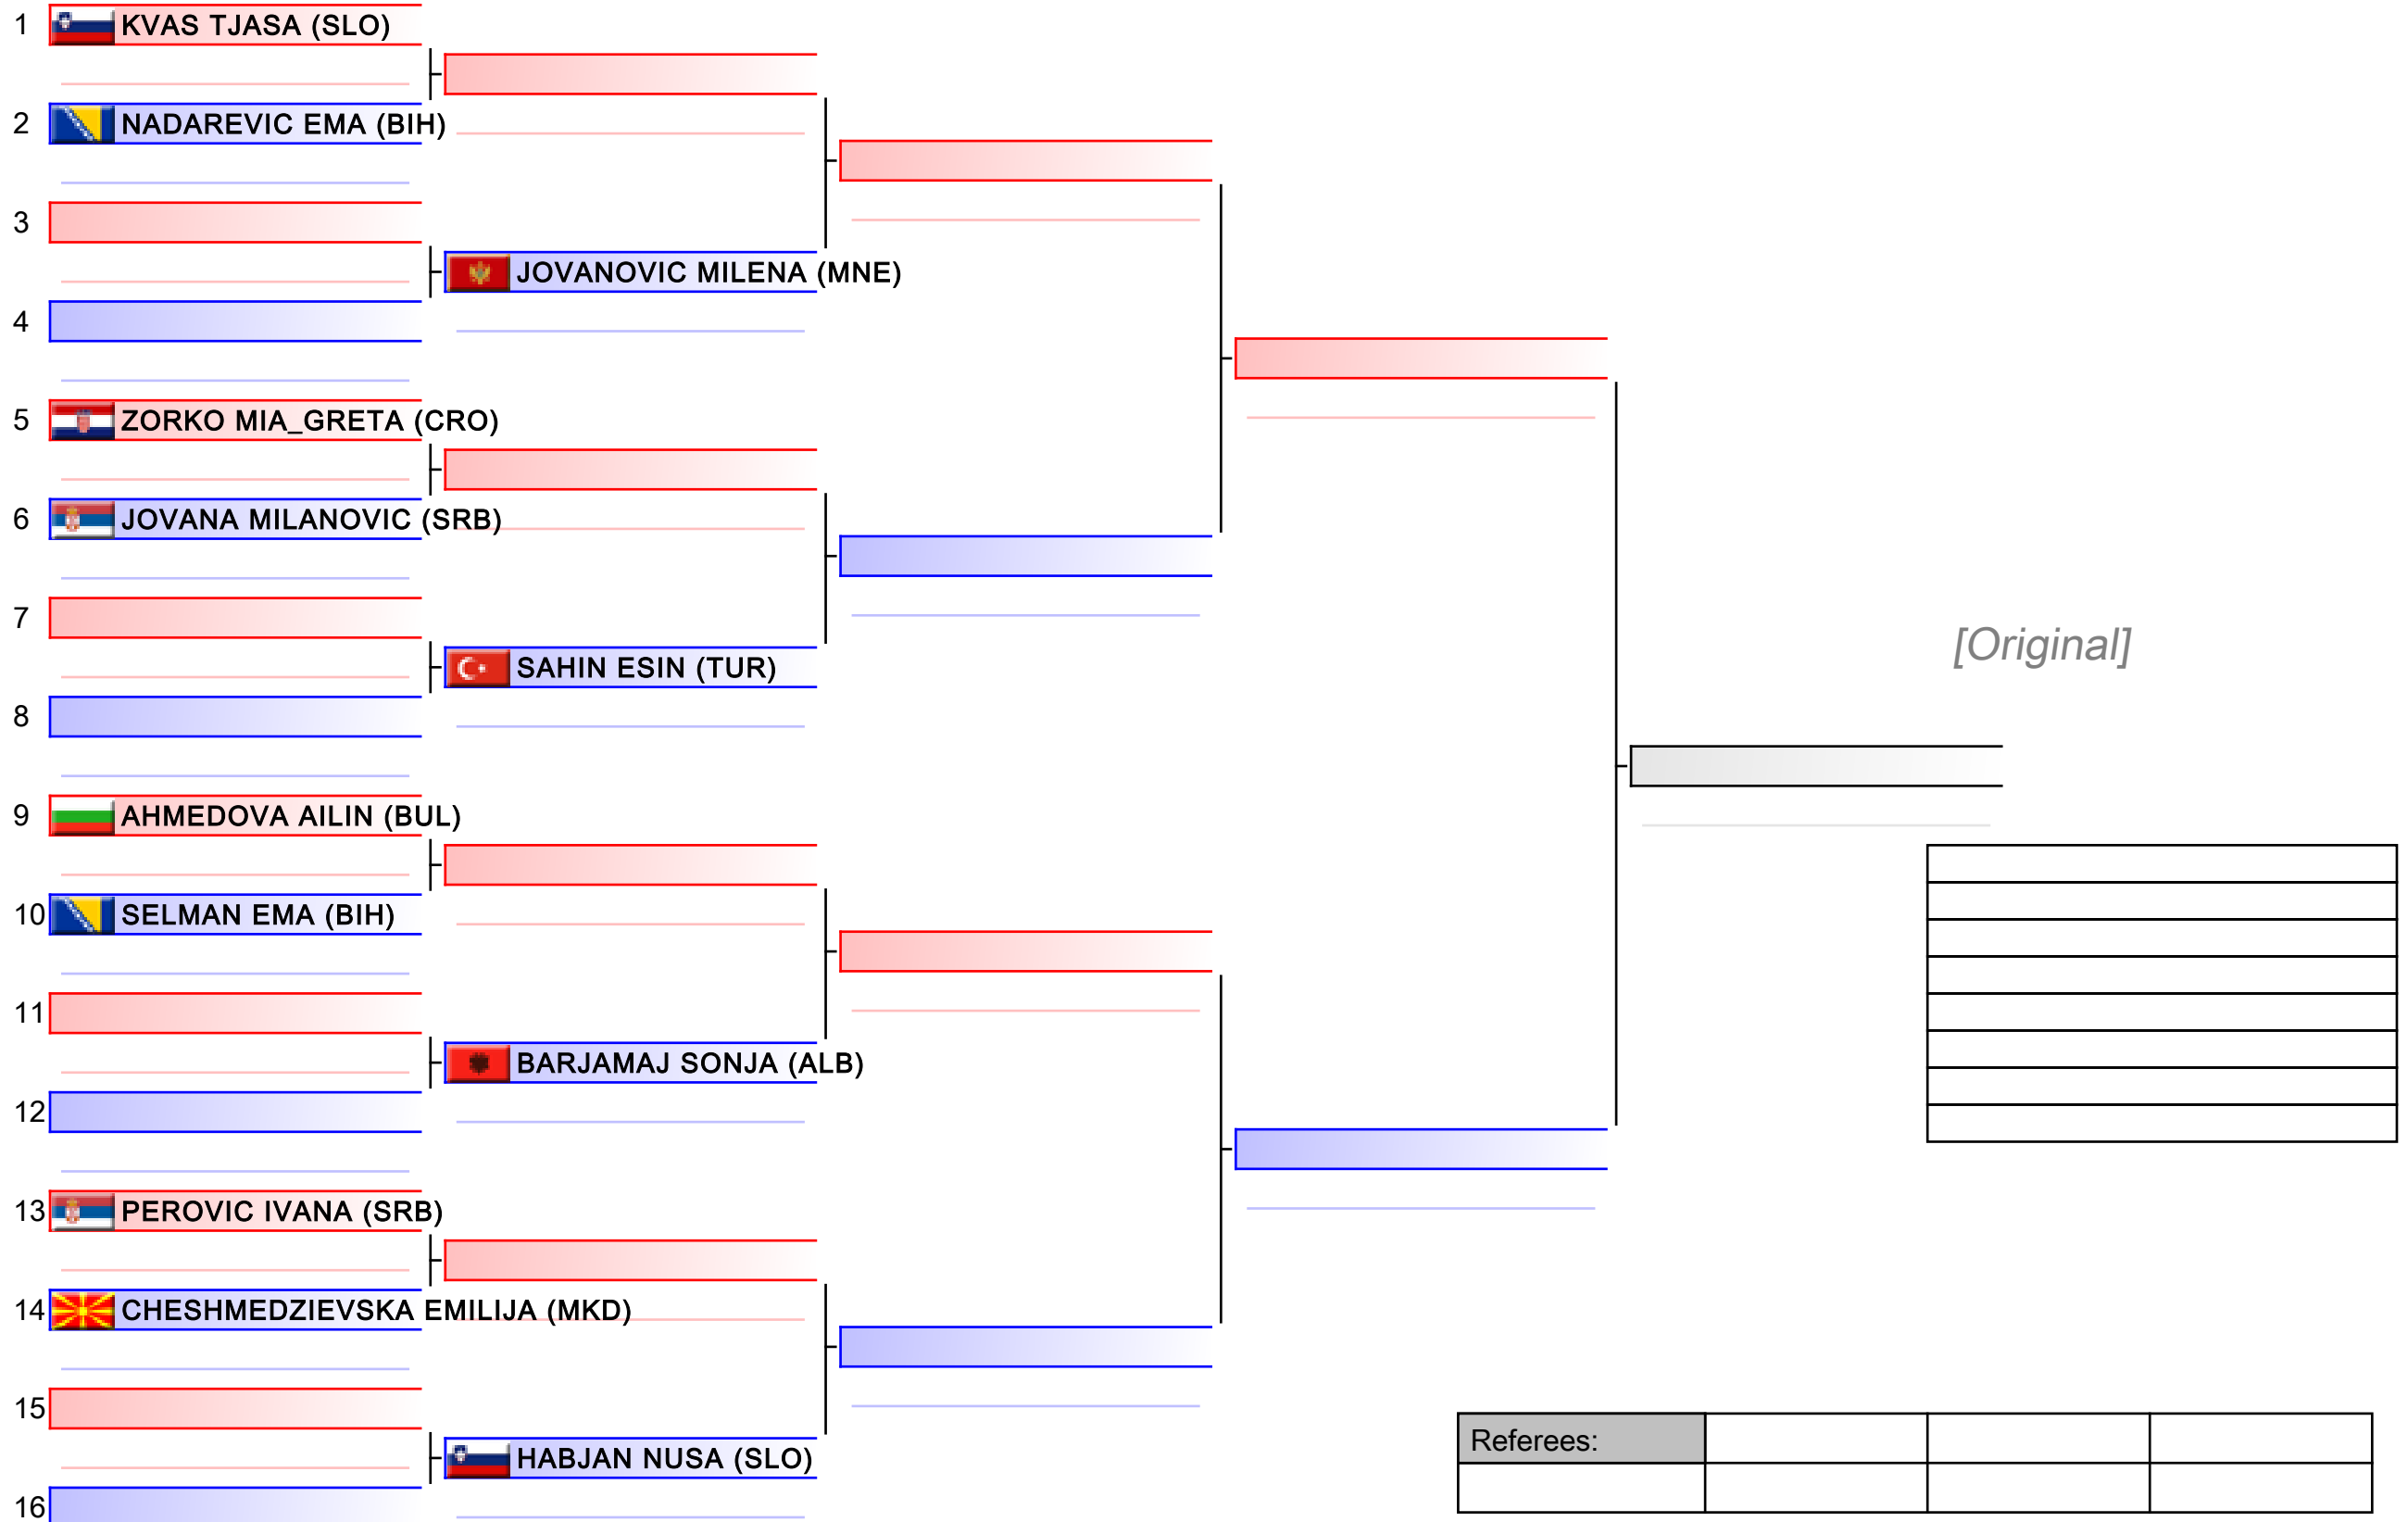 1 KVAS TJASA (SLO)
2 NADAREVIC EMA (BIH)
3
JOVANOVIC MILENA (MNE)
4
5 ZORKO MIA_GRETA (CRO)
6 JOVANA MILANOVIC (SRB)
7
[Original]
SAHIN ESIN (TUR)
8
9 AHMEDOVA AILIN (BUL)
10 SELMAN EMA (BIH)
11
BARJAMAJ SONJA (ALB)
12
13 PEROVIC IVANA (SRB)
14 CHESHMEDZIEVSKA EMILIJA (MKD)
15
Referees:
HABJAN NUSA (SLO)
16